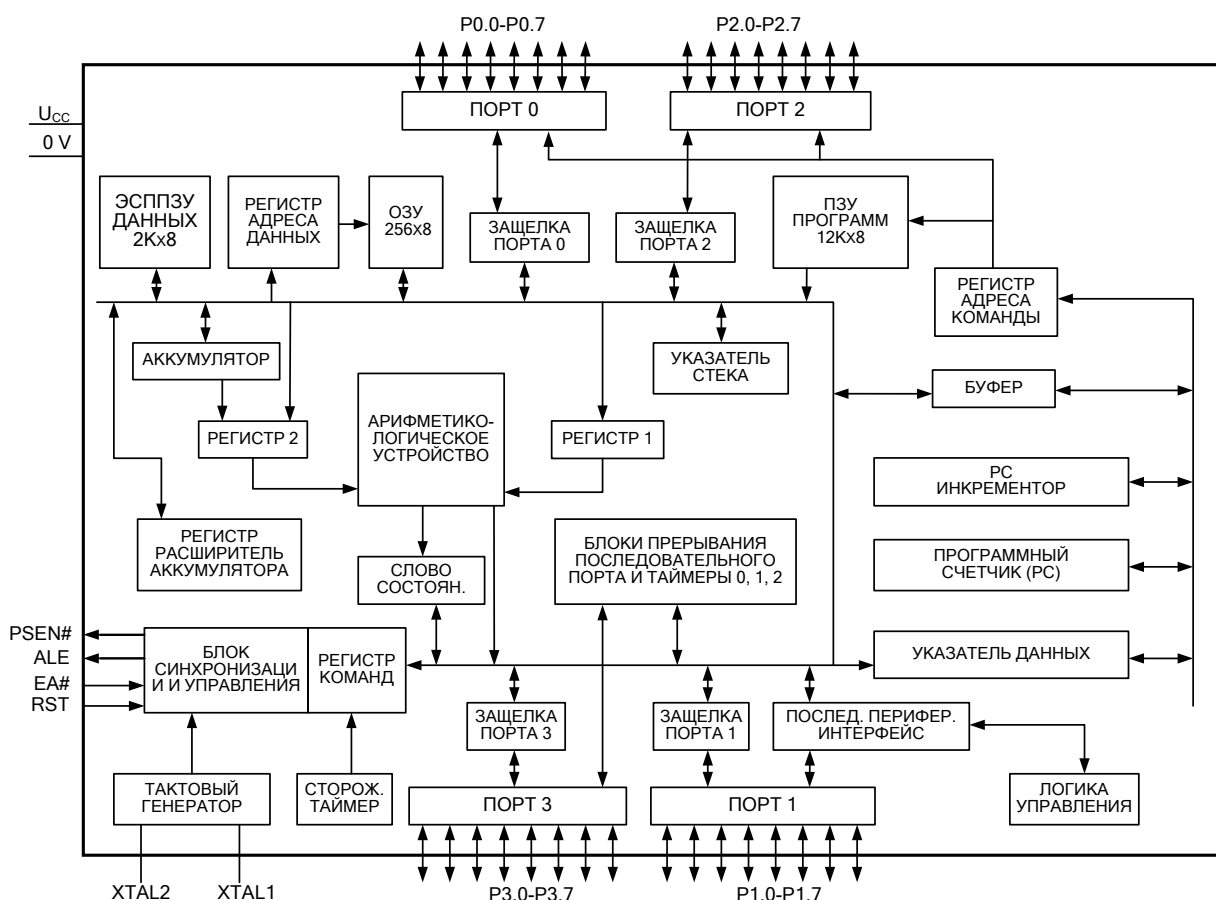 P0.0-P0.7
P2.0-P2.7
UCC
0 V
ПОРТ 0
ПОРТ 2
ЭСППЗУ
ДАННЫХ
2Kx8
РЕГИСТР
АДРЕСА
ДАННЫХ
ОЗУ
256x8
ЗАЩЕЛКА
ПОРТА 0
ЗАЩЕЛКА
ПОРТА 2
ПЗУ
ПРОГРАММ
12Kx8
РЕГИСТР
АДРЕСА
КОМАНДЫ
АККУМУЛЯТОР
УКАЗАТЕЛЬ
СТЕКА
БУФЕР
РЕГИСТР 2
АРИФМЕТИКО-
ЛОГИЧЕСКОЕ
УСТРОЙСТВО
РЕГИСТР 1
PC
ИНКРЕМЕНТОР
РЕГИСТР
РАСШИРИТЕЛЬ
АККУМУЛЯТОРА
СЛОВО
СОСТОЯН.
БЛОКИ ПРЕРЫВАНИЯ
ПОСЛЕДОВАТЕЛЬНОГО
ПОРТА И ТАЙМЕРЫ 0, 1, 2
ПРОГРАММНЫЙ
СЧЕТЧИК (PC)
PSEN#
ALE
EA#
RST
БЛОК
СИНХРОНИЗАЦИ
И И УПРАВЛЕНИЯ
РЕГИСТР
КОМАНД
УКАЗАТЕЛЬ ДАННЫХ
ЗАЩЕЛКА
ПОРТА 3
ЗАЩЕЛКА
ПОРТА 1
ПОСЛЕД. ПЕРИФЕР.
ИНТЕРФЕЙС
ТАКТОВЫЙ
ГЕНЕРАТОР
СТОРОЖ.
ТАЙМЕР
ПОРТ 3
ПОРТ 1
ЛОГИКА
УПРАВЛЕНИЯ
XTAL2
XTAL1
P3.0-P3.7
P1.0-P1.7